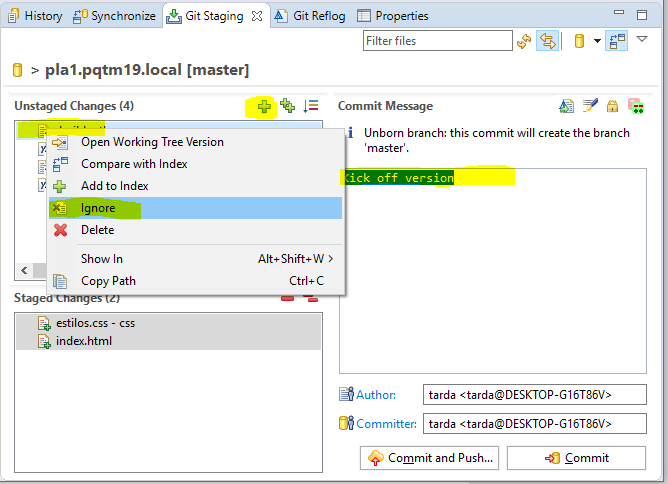 History Synchronize Git Staging Git Reflog Properties
Filter files
> pla1.pqtm19.local [master]
Unstaged Changes (4)
Open Working Tree Version
Compare with Index
Add to Index
Ignore
Delete
Show In Alt+Shift+W >
Copy Path Ctrl+C
Staged Changes (2)
estilos.css - css
index.html
Commit Message
Unborn branch: this commit will create the branch
'master'.
Kick off version
Author: tarda <tarda@DESKTOP-G16T86V>
Committer: tarda <tarda@DESKTOP-G16T86V>
Commit and Push... Commit